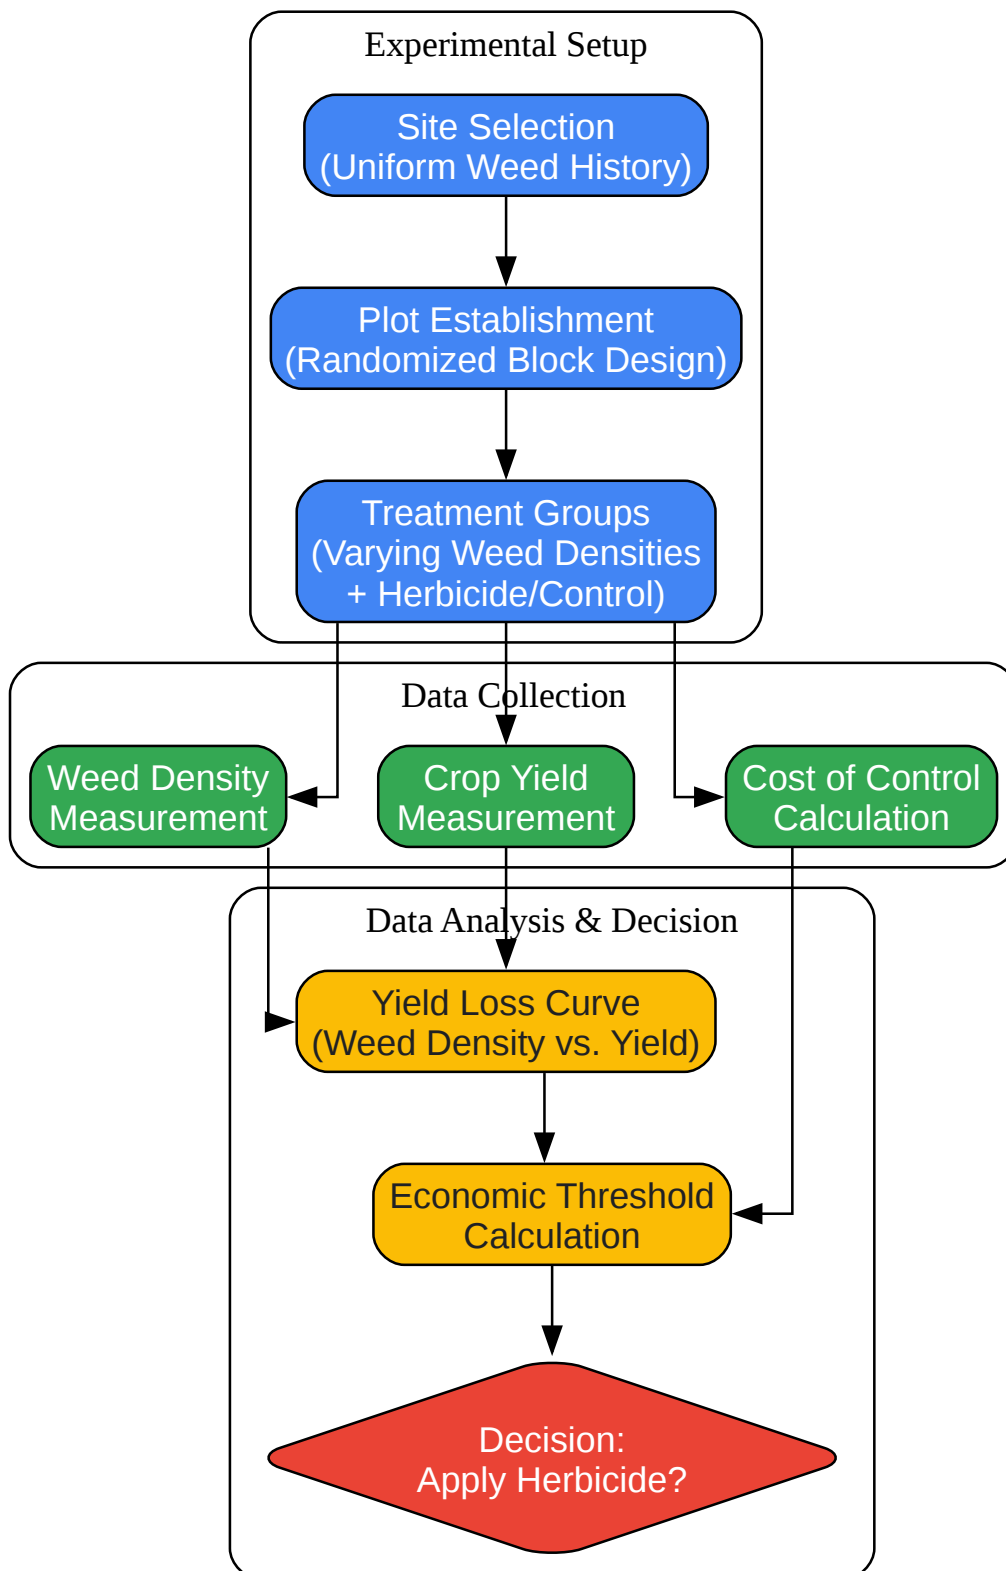 Experimental Setup
Site Selection
(Uniform Weed History)
Plot Establishment
(Randomized Block Design)
Treatment Groups
(Varying Weed Densities
+ Herbicide/Control)
Data Collection
Weed Density
Measurement
Crop Yield
Measurement
Cost of Control
Calculation
Data Analysis & Decision
Yield Loss Curve
(Weed Density vs. Yield)
Economic Threshold
Calculation
Decision:
Apply Herbicide?